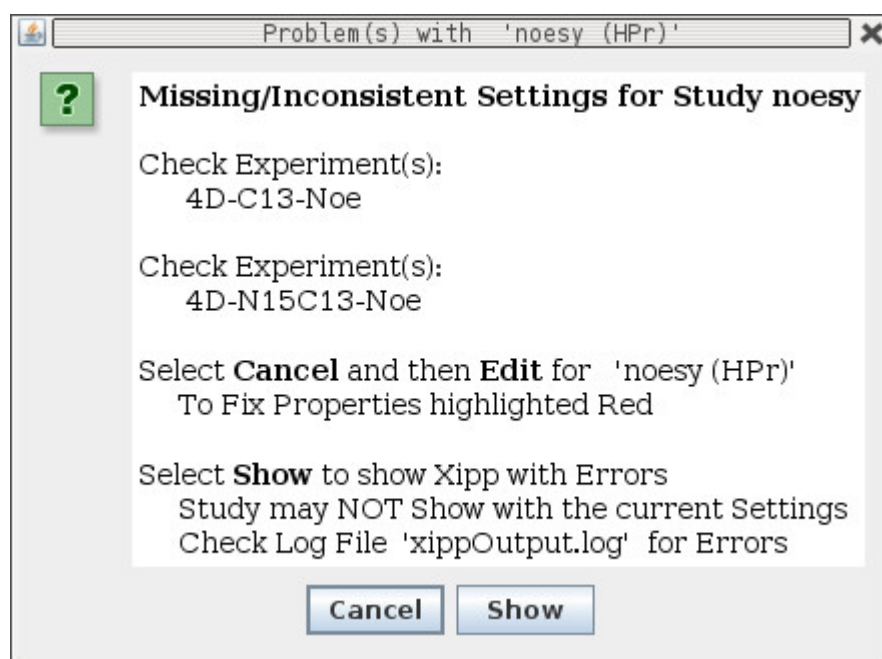 Problem(s) with 'noesy (HPr)'
Missing/Inconsistent Settings for Study noesy
Check Experiment(s):
4D-C13-Noe
Check Experiment(s):
4D-N15C13-Noe
Select Cancel and then Edit for 'noesy (HPr)'
To Fix Properties highlighted Red
Select Show to show Xipp with Errors
Study may NOT Show with the current Settings
Check Log File 'xippOutput.log' for Errors
Cancel Show